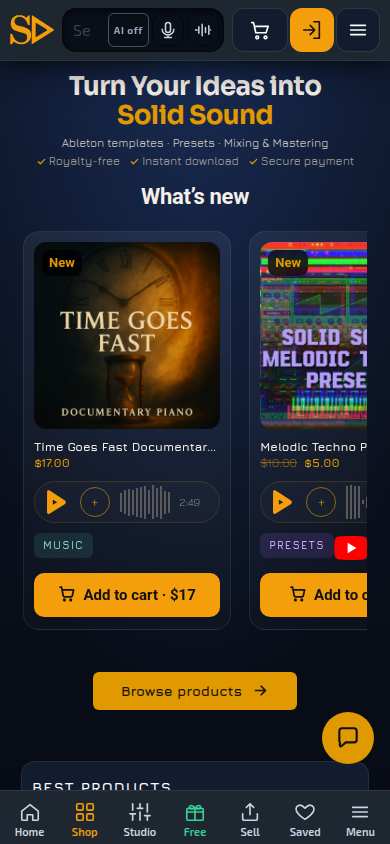 SD
Se
AI off
Turn Your Ideas into
Solid Sound
Ableton templates · Presets · Mixing & Mastering
✓ Royalty-free ✓ Instant download ✓ Secure payment
What's new
New
TIME GOES
FAST
DOCUMENTARY PIANO
Time Goes Fast Documentar...
$17.00
+
2:49
MUSIC
Add to cart · $17
New
SOLID SO
MELODIC T
PRESE
Melodic Techno P
$10.00 $5.00
+
PRESETS
Add to c
Browse products →
BEST PRODUCTS
Home
Shop
Studio
Free
Sell
Saved
Menu